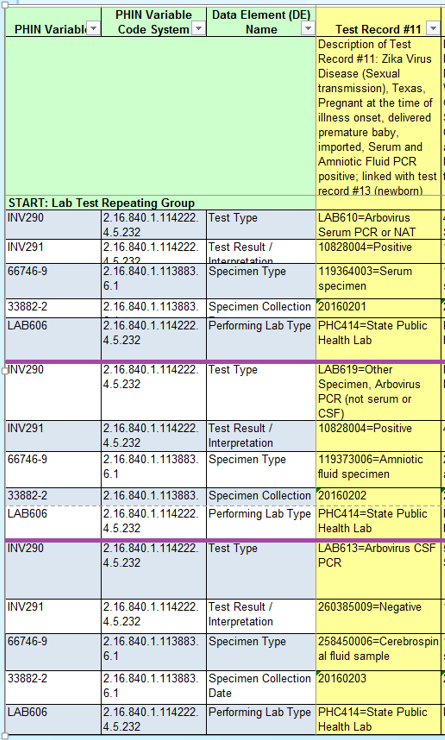 PHIN Variable
PHIN Variable Code System
Data Element (DE) Name
Test Record #11
Description of Test
Record #11: Zika Virus
Disease (Sexual
transmission), Texas,
Pregnant at the time of
illness onset, delivered
premature baby,
imported, Serum and
Amniotic Fluid PCR
positive; linked with test
record #13 (newborn)
START: Lab Test Repeating Group
INV290 2.16.840.1.114222. Test Type LAB610=Arbovirus
4.5.232 Serum PCR or NAT
INV291 2.16.840.1.114222. Test Result / 10828004=Positive
4.5.232 Interpretation
66746-9 2.16.840.1.113883. Specimen Type 119364003=Serum
6.1 specimen
33882-2 2.16.840.1.113883. Specimen Collection 20160201
LAB606 2.16.840.1.114222. Performing Lab Type PHC414=State Public
4.5.232 Health Lab
INV290 2.16.840.1.114222. Test Type LAB619=Other
4.5.232 Specimen, Arbovirus
PCR (not serum or
CSF)
INV291 2.16.840.1.114222. Test Result / 10828004=Positive
4.5.232 Interpretation
66746-9 2.16.840.1.113883. Specimen Type 119373006=Amniotic
6.1 fluid specimen
33882-2 2.16.840.1.113883. Specimen Collection 20160202
LAB606 2.16.840.1.114222. Performing Lab Type PHC414=State Public
4.5.232 Health Lab
INV290 2.16.840.1.114222. Test Type LAB613=Arbovirus CSF
4.5.232 PCR
INV291 2.16.840.1.114222. Test Result / 260385009=Negative
4.5.232 Interpretation
66746-9 2.16.840.1.113883. Specimen Type 258450006=Cerebrospin
6.1 al fluid sample
33882-2 2.16.840.1.113883. Specimen Collection 20160203
6.1 Date
LAB606 2.16.840.1.114222. Performing Lab Type PHC414=State Public
4.5.232 Health Lab